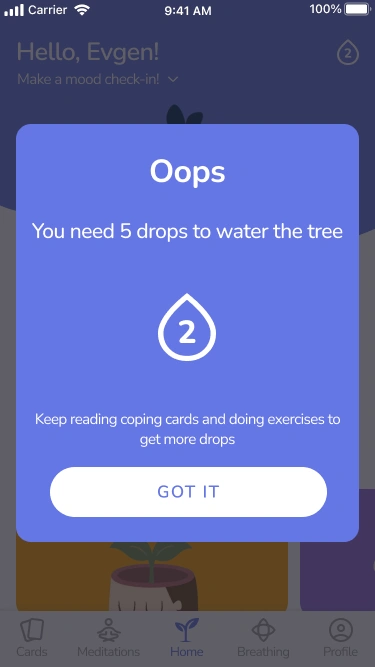 Carrier 9:41 AM 100%
Hello, Evgen!
2
Make a mood check-in!
Oops
You need 5 drops to water the tree
2
Keep reading coping cards and doing exercises to
get more drops
GOT IT
Cards Meditations Home Breathing Profile